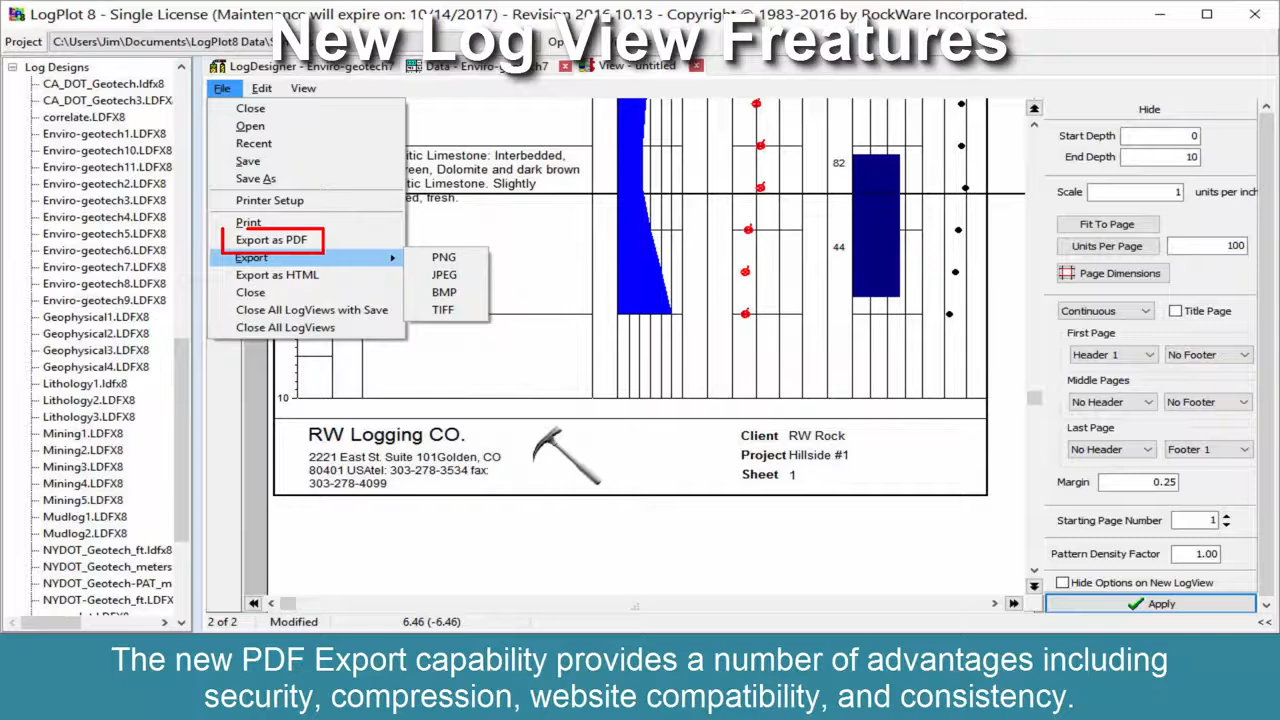 LogPlot 8 - Single License (Maintenance will expire on: 10/14/2017) - Revision 2016.10.13 - Copyright © 1983-2016 by RockWare Incorporated.
New Log View Freatures
Project C:\Users\Jim\Documents\LogPlot8 Data\
LogDesigner - Enviro-geotech7
Data - Enviro-geotech7
View - untitled
Log Designs
CA_DOT_Geotech.ldfx8
CA_DOT_Geotech3.LDFX
correlate.LDFX8
Enviro-geotech1.LDFX8
Enviro-geotech10.LDFX8
Enviro-geotech11.LDFX8
Enviro-geotech2.LDFX8
Enviro-geotech3.LDFX8
Enviro-geotech4.LDFX8
Enviro-geotech5.LDFX8
Enviro-geotech6.LDFX8
Enviro-geotech7.LDFX8
Enviro-geotech8.LDFX8
Enviro-geotech9.LDFX8
Geophysical1.LDFX8
Geophysical2.LDFX8
Geophysical3.LDFX8
Geophysical4.LDFX8
Lithology1.ldfx8
Lithology2.LDFX8
Lithology3.LDFX8
Mining1.LDFX8
Mining2.LDFX8
Mining3.LDFX8
Mining4.LDFX8
Mining5.LDFX8
Mudlog1.LDFX8
Mudlog2.LDFX8
NYDOT_Geotech_ft.ldfx8
NYDOT_Geotech_meters
NYDOT_Geotech-PAT_m
NYDOT-Geotech_ft.LDFX
File Edit View
Close
Open
Recent
Save
Save As
Printer Setup
Print
Export as PDF
Export
Export as HTML
Close
Close All LogViews with Save
Close All LogViews
PNG
JPEG
BMP
TIFF
itic Limestone: Interbedded,
reen, Dolomite and dark brown
tic Limestone. Slightly
ed, fresh.
82
44
10
RW Logging CO.
2221 East St. Suite 101Golden, CO
80401 USAtel: 303-278-3534 fax:
303-278-4099
Client RW Rock
Project Hillside #1
Sheet 1
2 of 2 Modified 6.46 (-6.46)
Hide
Start Depth 0
End Depth 10
Scale 1 units per inch
Fit To Page
Units Per Page 100
Page Dimensions
Continuous Title Page
First Page
Header 1 No Footer
Middle Pages
No Header No Footer
Last Page
No Header Footer 1
Margin 0.25
Starting Page Number 1
Pattern Density Factor 1.00
Hide Options on New LogView
Apply
<<
The new PDF Export capability provides a number of advantages including
security, compression, website compatibility, and consistency.